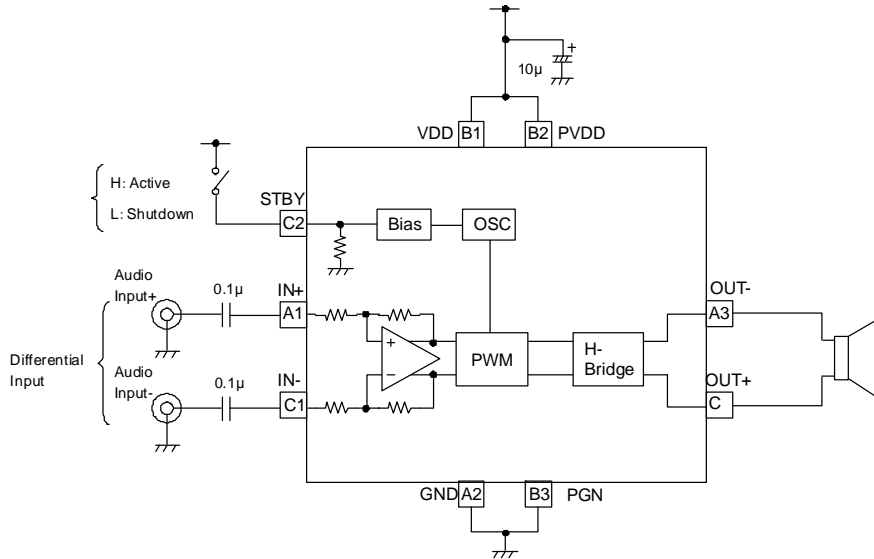 10μ
VDD B1 B2 PVDD
H: Active
L: Shutdown
STBY
C2
Bias
OSC
Audio
Input+
0.1μ
IN+
A1
Differential
Input
Audio
Input-
0.1μ
IN-
C1
+
−
PWM
H-
Bridge
OUT-
A3
OUT+
C
GND A2 B3 PGN